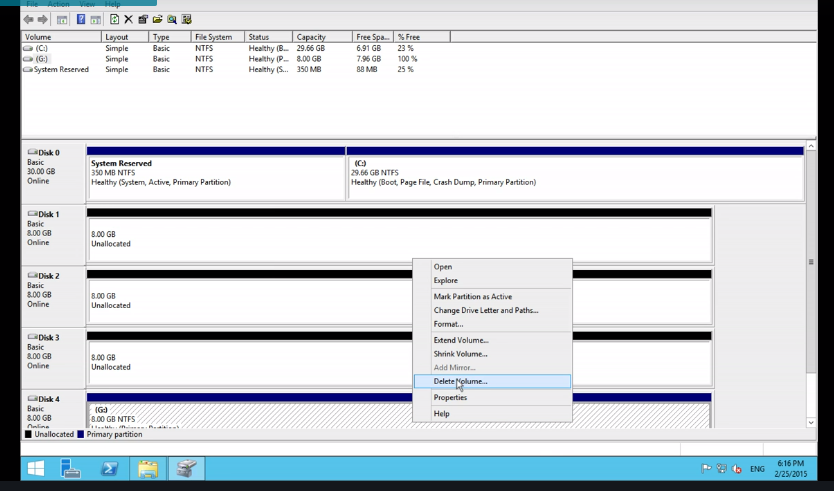 File Action View Help
Volume Layout Type File System Status Capacity Free Spa... % Free
(C:) Simple Basic NTFS Healthy (B... 29.66 GB 6.91 GB 23 %
(G:) Simple Basic NTFS Healthy (P... 8.00 GB 7.96 GB 100 %
System Reserved Simple Basic NTFS Healthy (S... 350 MB 88 MB 25 %
Disk 0
Basic
30.00 GB
Online
System Reserved
350 MB NTFS
Healthy (System, Active, Primary Partition)
(C:)
29.66 GB NTFS
Healthy (Boot, Page File, Crash Dump, Primary Partition)
Disk 1
Basic
8.00 GB
Online
8.00 GB
Unallocated
Disk 2
Basic
8.00 GB
Online
8.00 GB
Unallocated
Disk 3
Basic
8.00 GB
Online
8.00 GB
Unallocated
Disk 4
Basic
8.00 GB
Online
(G:)
8.00 GB NTFS
Healthy (Primary Partition)
Open
Explore
Mark Partition as Active
Change Drive Letter and Paths...
Format...
Extend Volume...
Shrink Volume...
Add Mirror...
Delete Volume...
Properties
Help
Unallocated Primary partition
ENG
6:16 PM
2/25/2015